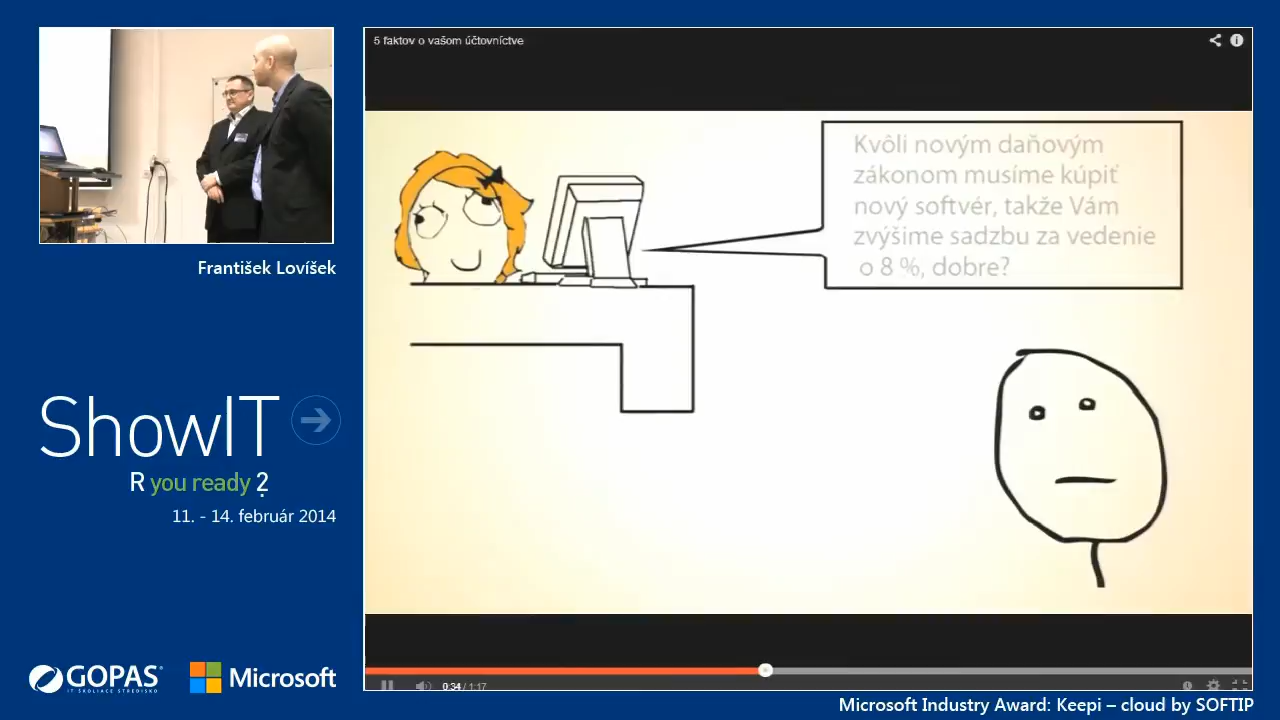 5 faktov o vašom účtovníctve
Kvôli novým daňovým
zákonom musíme kúpiť
nový softvér, takže Vám
zvýšime sadzbu za vedenie
o 8 %, dobre?
František Lovíšek
ShowIT
R you ready ?
11. - 14. február 2014
GOPAS
IT ŠKOLIACE STREDISKO
Microsoft
0:34 / 1:17
Microsoft Industry Award: Keepi – cloud by SOFTIP